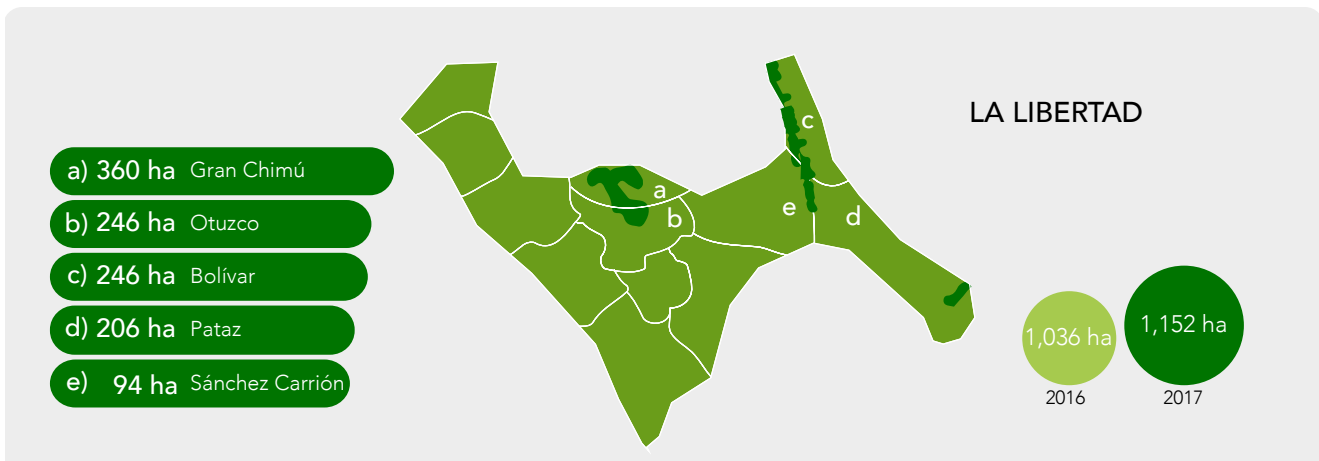 LA LIBERTAD
a) 360 ha Gran Chimú
b) 246 ha Otuzco
c) 246 ha Bolívar
d) 206 ha Pataz
e) 94 ha Sánchez Carrión
c
a
b
e
d
1,036 ha
1,152 ha
2016
2017